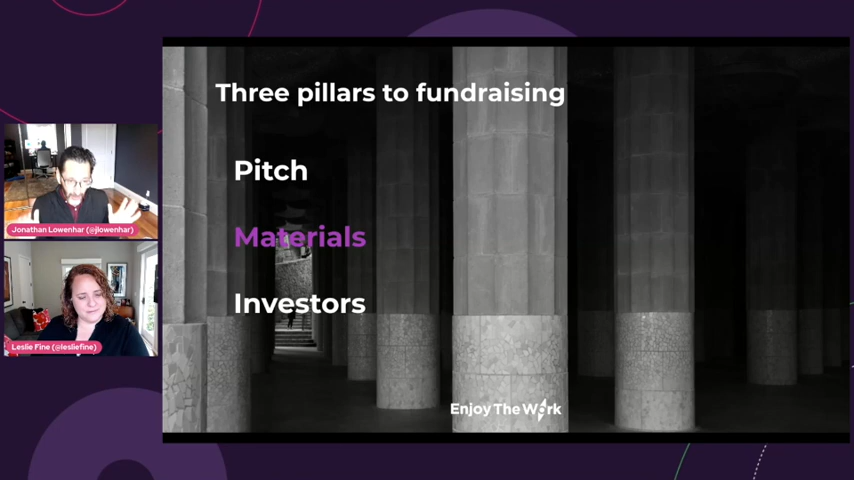 Three pillars to fundraising
Pitch
Materials
Investors
Enjoy The Work
Jonathan Lowenhar (@jlowenhar)
Leslie Fine (@lesliefine)